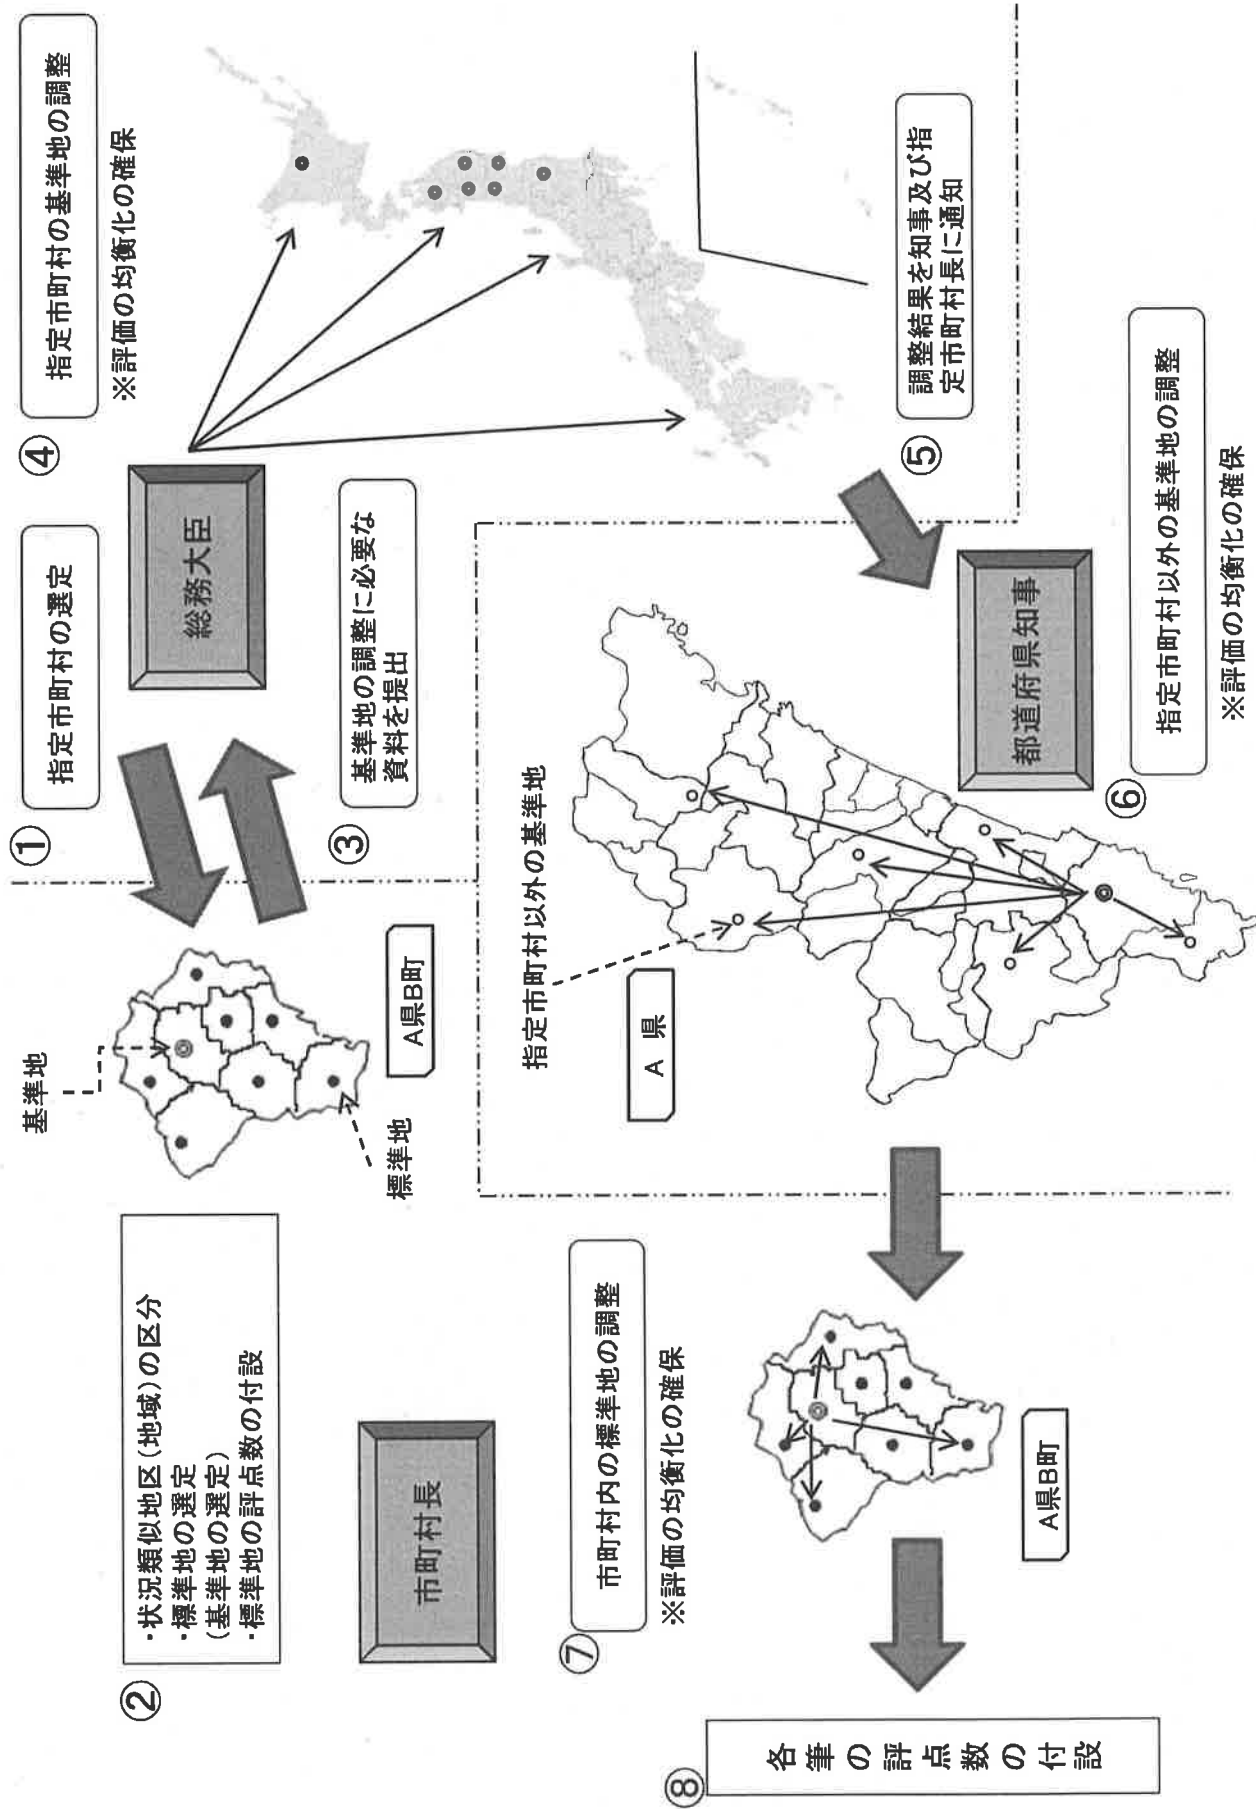 ①
指定市町村の選定
総務大臣
④
指定市町村の基準地の調整
※評価の均衡化の確保
②
・状況類似地区(地域)の区分
・標準地の選定
(基準地の選定)
・標準地の評点数の付設
市町村長
基準地
標準地
A県B町
③
基準地の調整に必要な
資料を提出
⑤
調整結果を知事及び指
定市町村長に通知
指定市町村以外の基準地
A 県
都道府県知事
⑥
指定市町村以外の基準地の調整
※評価の均衡化の確保
⑦
市町村内の標準地の調整
※評価の均衡化の確保
A県B町
⑧
各筆の評点数の付設